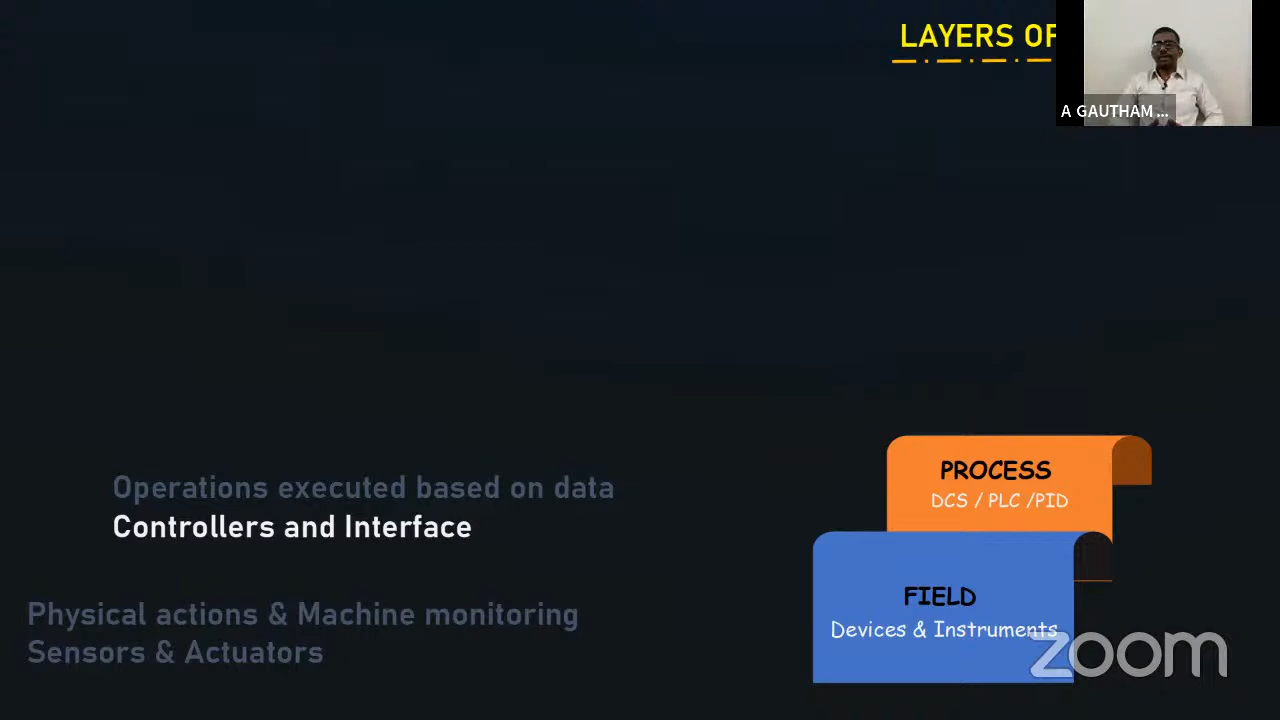 LAYERS OF
A GAUTHAM ...
Operations executed based on data
Controllers and Interface
PROCESS
DCS / PLC /PID
Physical actions & Machine monitoring
Sensors & Actuators
FIELD
Devices & Instruments
zoom